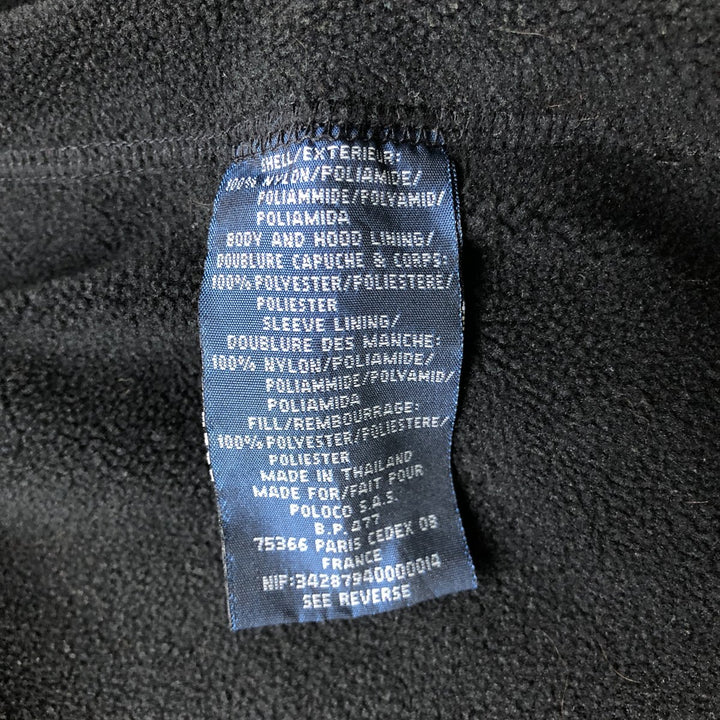 SHELL/EXTERIEUR:
100% NYLON/POLIAMIDE/
POLIAMMIDE/POLYAMID/
POLIAMIDA
BODY AND HOOD LINING/
DOUBLURE CAPUCHE & CORPS:
100% POLYESTER/POLIESTERE/
POLIESTER
SLEEVE LINING/
DOUBLURE DES MANCHE:
100% NYLON/POLIAMIDE/
POLIAMMIDE/POLYAMID/
POLIAMIDA
FILL/REMBOURRAGE:
100% POLYESTER/POLIESTERE/
POLIESTER
MADE IN THAILAND
MADE FOR/FAIT POUR
POLOCO S.A.S.
B.P. 477
75366 PARIS CEDEX 08
FRANCE
NIF:34287940000014
SEE REVERSE